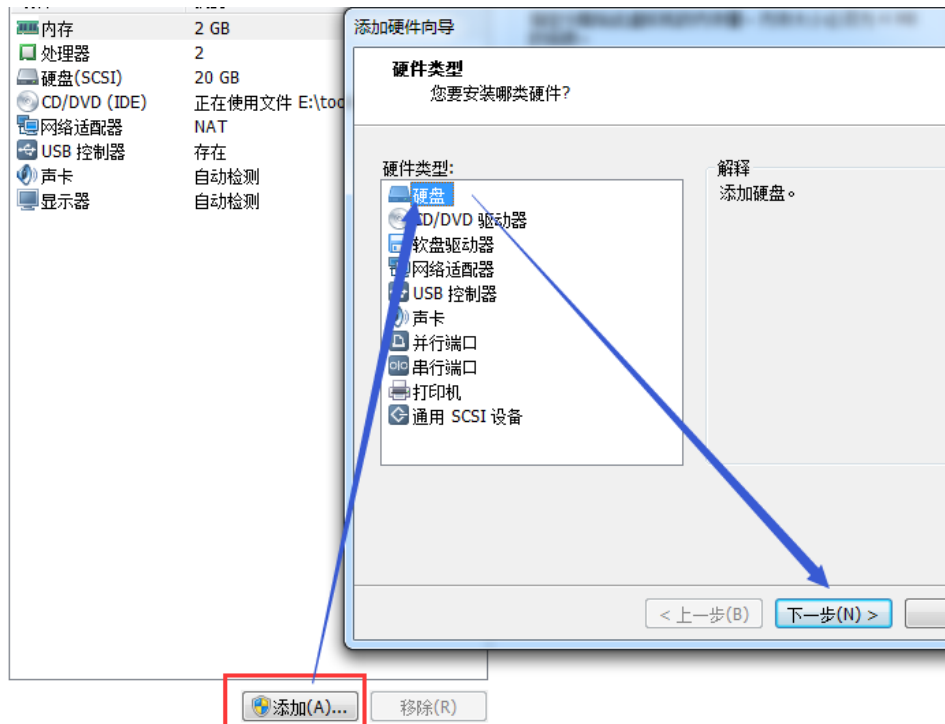 内存 2 GB
处理器 2
硬盘(SCSI) 20 GB
CD/DVD (IDE) 正在使用文件 E:\too
网络适配器 NAT
USB 控制器 存在
声卡 自动检测
显示器 自动检测
添加(A)... 移除(R)
添加硬件向导
硬件类型
您要安装哪类硬件?
硬件类型:
硬盘
CD/DVD 驱动器
软盘驱动器
网络适配器
USB 控制器
声卡
并行端口
串行端口
打印机
通用 SCSI 设备
解释
添加硬盘。
< 上一步(B) 下一步(N) >